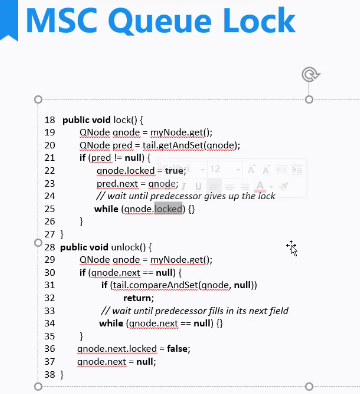 MSC Queue Lock
18 public void lock() {
19 QNode qnode = myNode.get();
20 QNode pred = tail.getAndSet(qnode);
21 if (pred != null) {
22 qnode.locked = true;
23 pred.next = qnode;
24 // wait until predecessor gives up the lock
25 while (qnode.locked) {}
26 }
27 }
28 public void unlock() {
29 QNode qnode = myNode.get();
30 if (qnode.next == null) {
31 if (tail.compareAndSet(qnode, null))
32 return;
33 // wait until predecessor fills in its next field
34 while (qnode.next == null) {}
35 }
36 qnode.next.locked = false;
37 qnode.next = null;
38 }